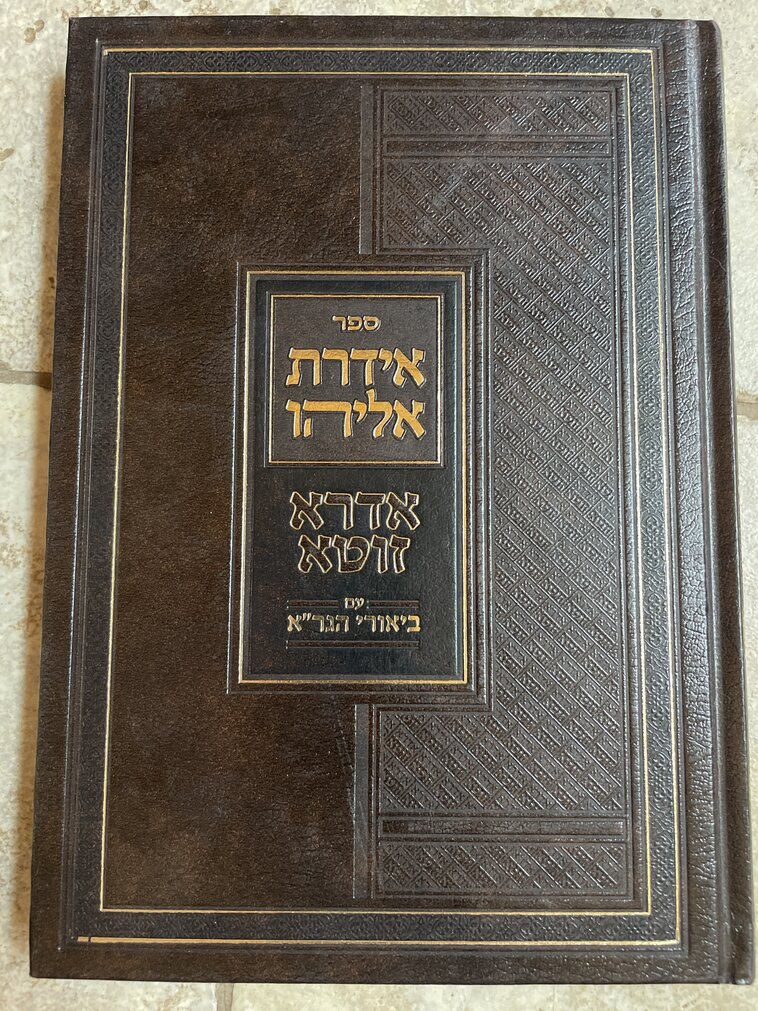 ספר
אידרת
אליהו
אדרא
זוטא
עם
ביאורי הגר"א